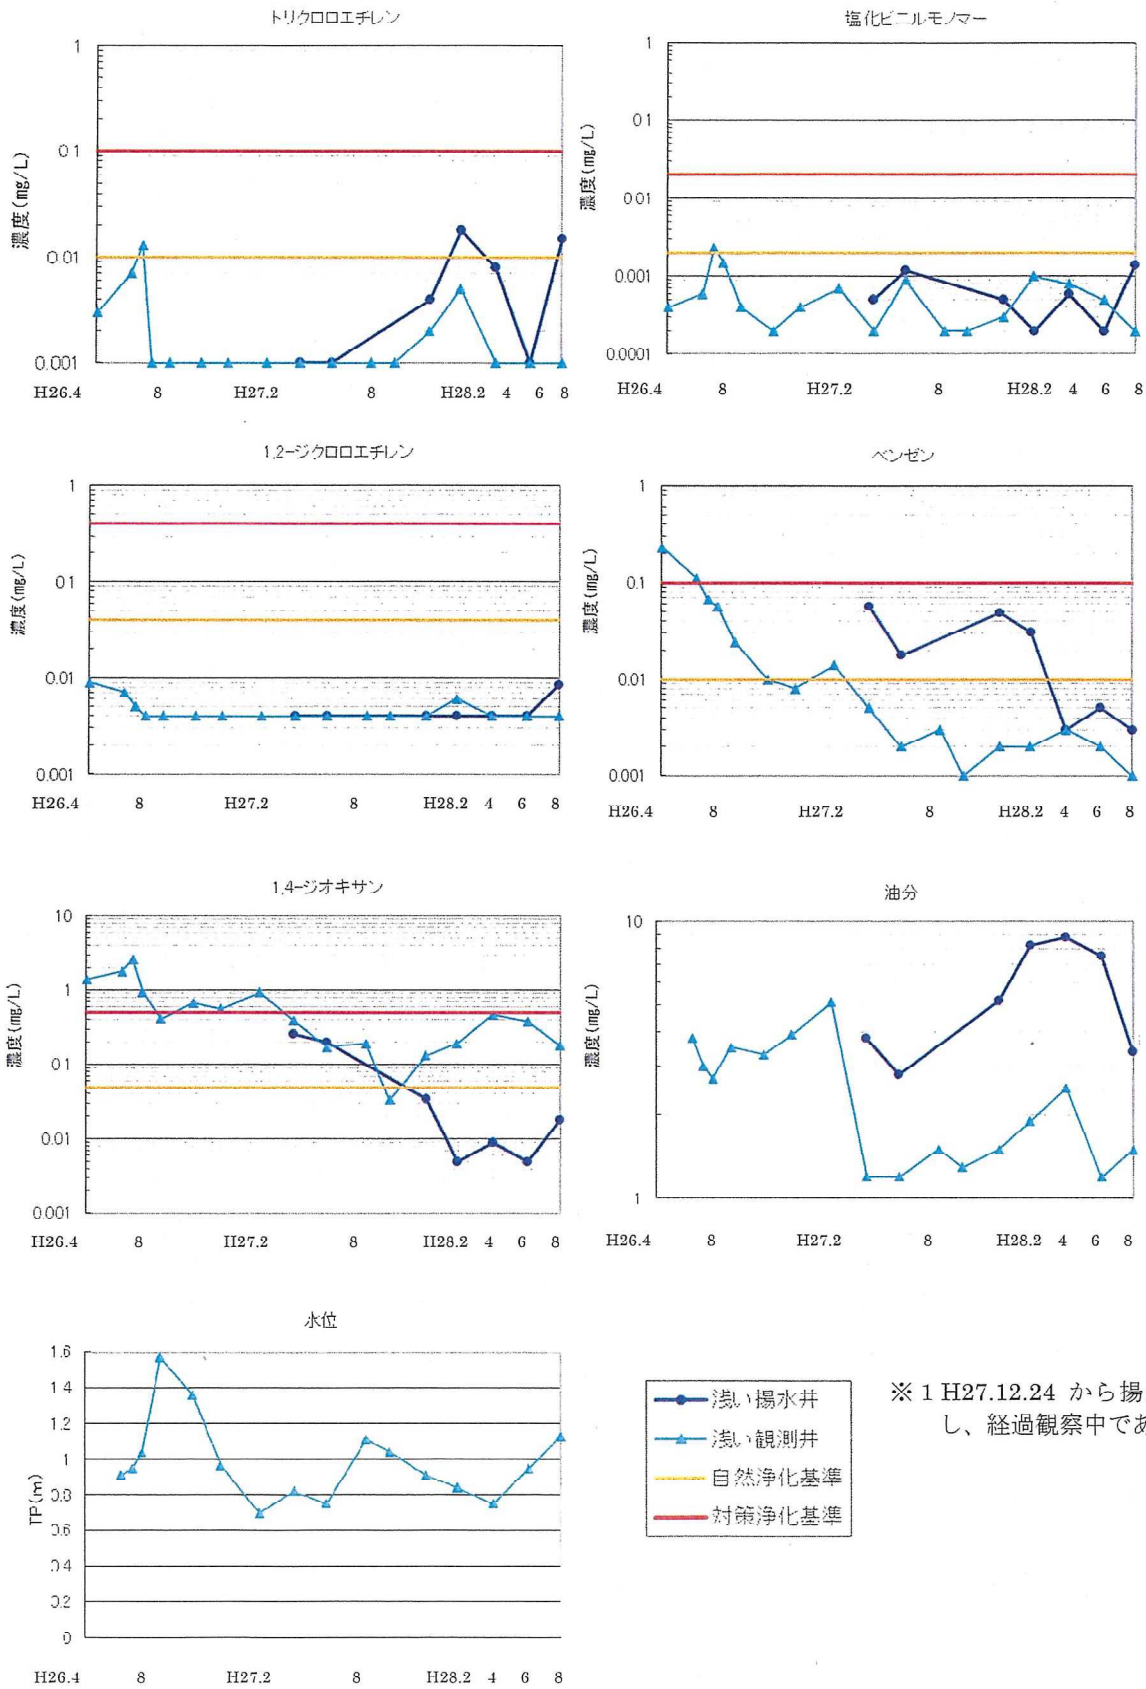 トリクロロエチレン
濃度(mg/L)
1
0.1
0.01
0.001
H26.4 8 H27.2 8 H28.2 4 6 8
塩化ビニルモノマー
濃度(mg/L)
1
0.1
0.01
0.001
0.0001
H26.4 8 H27.2 8 H28.2 4 6 8
1,2-ジクロロエチレン
濃度(mg/L)
1
0.1
0.01
0.001
H26.4 8 H27.2 8 H28.2 4 6 8
ベンゼン
濃度(mg/L)
1
0.1
0.01
0.001
H26.4 8 H27.2 8 H28.2 4 6 8
1,4-ジオキサン
濃度(mg/L)
10
1
0.1
0.01
0.001
H26.4 8 H27.2 8 H28.2 4 6 8
油分
濃度(mg/L)
10
1
H26.4 8 H27.2 8 H28.2 4 6 8
水位
TP(m)
1.6
1.4
1.2
1
0.8
0.6
0.4
0.2
0
H26.4 8 H27.2 8 H28.2 4 6 8
浅い揚水井
浅い観測井
自然浄化基準
対策浄化基準
※1 H27.12.24 から揚
し、経過観察中であ